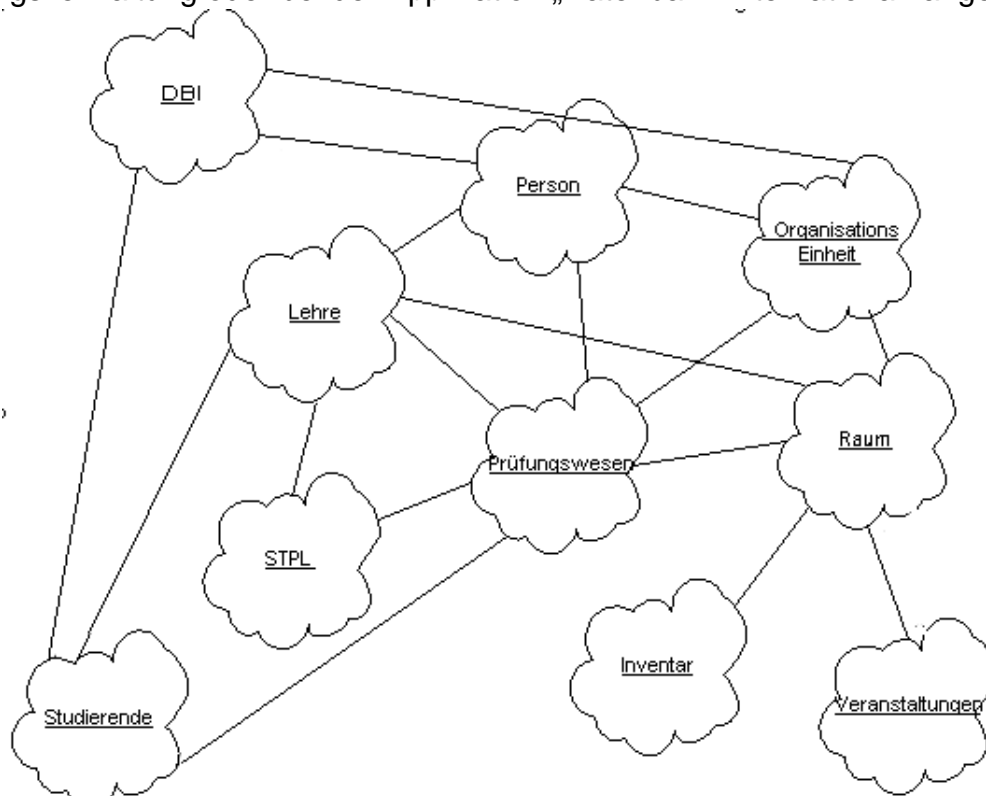 DBI
Person
Organisations
Einheit
Lehre
Raum
Prüfungswesen
STPL
Inventar
Veranstaltungen
Studierende